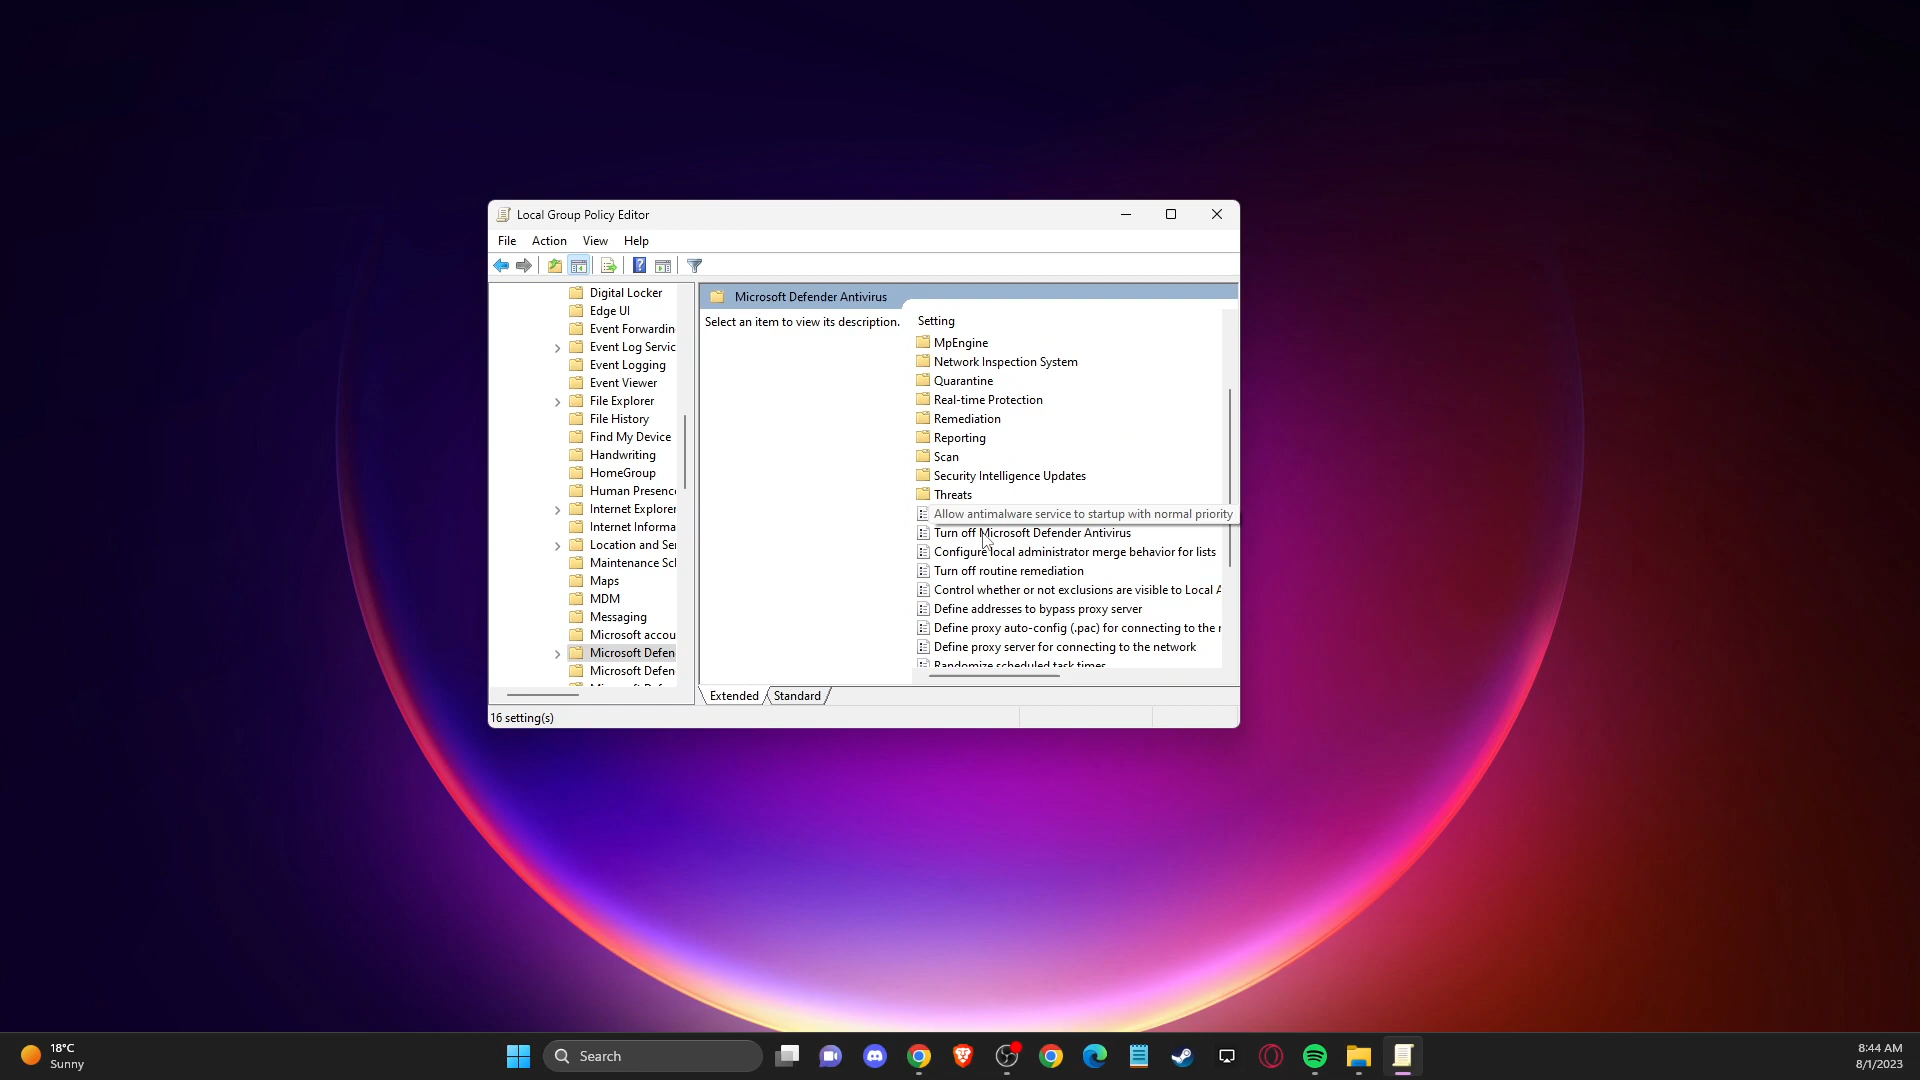 Local Group Policy Editor
File Action View Help
Digital Locker
Edge UI
Event Forwardin
Event Log Servic
Event Logging
Event Viewer
File Explorer
File History
Find My Device
Handwriting
HomeGroup
Human Presenc
Internet Explorer
Internet Informa
Location and Se
Maintenance Scl
Maps
MDM
Messaging
Microsoft accou
Microsoft Defen
Microsoft Defen
Microsoft Defender Antivirus
Select an item to view its description.
Setting
MpEngine
Network Inspection System
Quarantine
Real-time Protection
Remediation
Reporting
Scan
Security Intelligence Updates
Threats
Allow antimalware service to startup with normal priority
Turn off Microsoft Defender Antivirus
Configure local administrator merge behavior for lists
Turn off routine remediation
Control whether or not exclusions are visible to Local A
Define addresses to bypass proxy server
Define proxy auto-config (.pac) for connecting to the
Define proxy server for connecting to the network
Randomize scheduled task times
Extended Standard
16 setting(s)
18°C
Sunny
Search
8:44 AM
8/1/2023